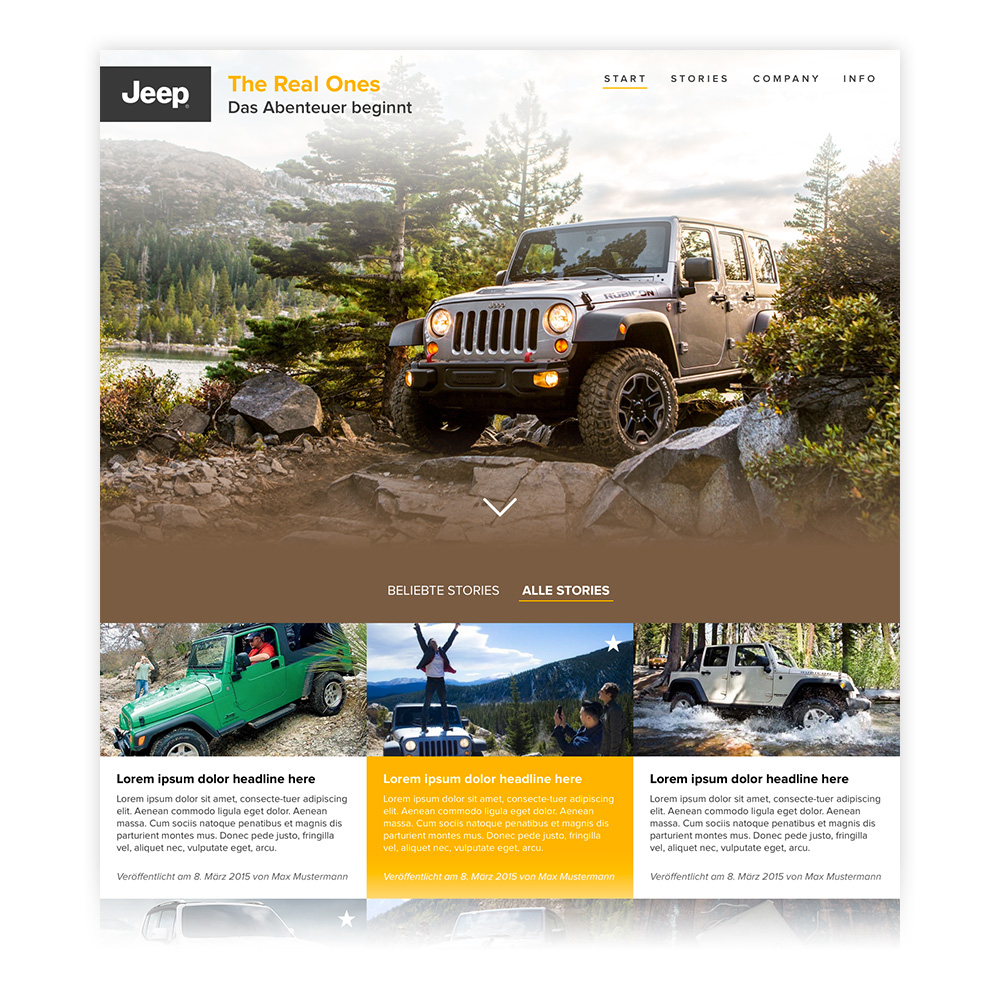 Jeep
The Real Ones
Das Abenteuer beginnt
START STORIES COMPANY INFO
RUBICON
Jeep
BELIEBTE STORIES ALLE STORIES
Lorem ipsum dolor headline here
Lorem ipsum dolor sit amet, consecte-tuer adipiscing
elit. Aenean commodo ligula eget dolor. Aenean
massa. Cum sociis natoque penatibus et magnis dis
parturient montes mus. Donec pede justo, fringilla
vel, aliquet nec, vulputate eget, arcu.
Veröffentlicht am 8. März 2015 von Max Mustermann
Lorem ipsum dolor headline here
Lorem ipsum dolor sit amet, consecte-tuer adipiscing
elit. Aenean commodo ligula eget dolor. Aenean
massa. Cum sociis natoque penatibus et magnis dis
parturient montes mus. Donec pede justo, fringilla
vel, aliquet nec, vulputate eget, arcu.
Veröffentlicht am 8. März 2015 von Max Mustermann
Lorem ipsum dolor headline here
Lorem ipsum dolor sit amet, consecte-tuer adipiscing
elit. Aenean commodo ligula eget dolor. Aenean
massa. Cum sociis natoque penatibus et magnis dis
parturient montes mus. Donec pede justo, fringilla
vel, aliquet nec, vulputate eget, arcu.
Veröffentlicht am 8. März 2015 von Max Mustermann